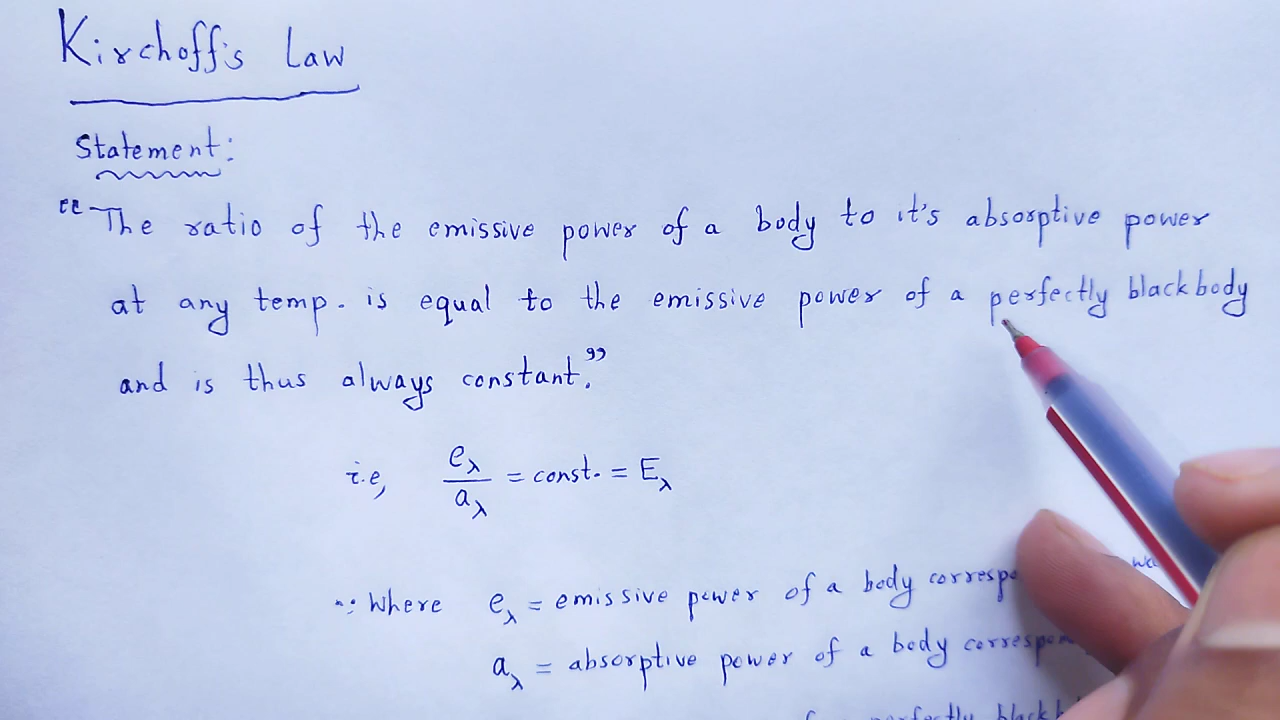 Kirchoff's Law
Statement:
“The ratio of the emissive power of a body to it's absorptive power
at any temp. is equal to the emissive power of a perfectly blackbody
and is thus always constant.”
i.e, eλ/aλ = const. = Eλ
∵ Where eλ = emissive power of a body
aλ = absorptive power of a body
perfectly